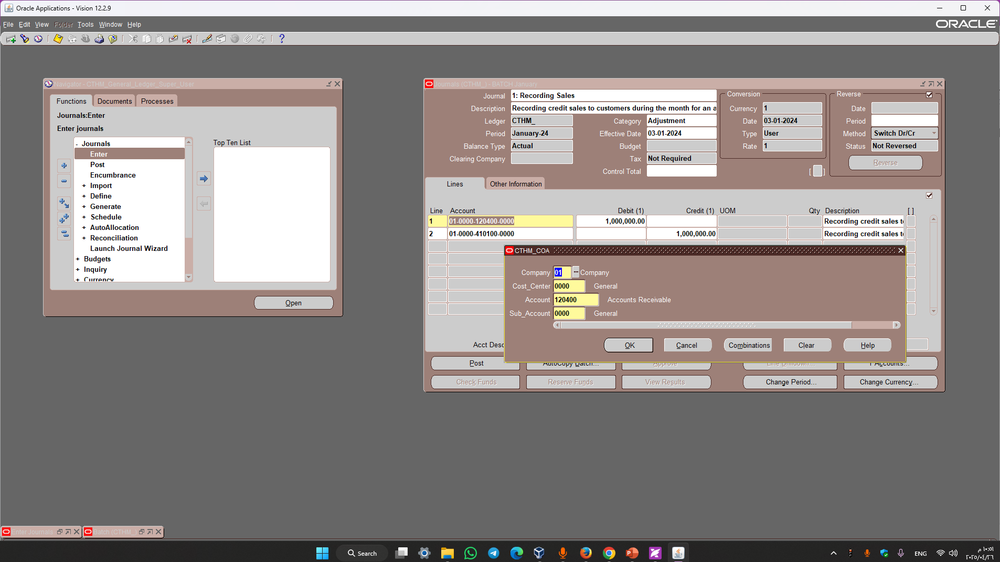 Oracle Applications - Vision 12.2.9
File Edit View Folder Tools Window Help
ORACLE
Navigator - CTHM_General_Ledger_Super_User
Functions Documents Processes
Journals:Enter
Enter journals
- Journals
Enter
Post
Encumbrance
+ Import
+ Define
+ Generate
+ Schedule
+ AutoAllocation
+ Reconciliation
Launch Journal Wizard
+ Budgets
+ Inquiry
+ Currency
Top Ten List
Open
Journals (CTHM_) - BATCH January
Journal 1: Recording Sales
Description Recording credit sales to customers during the month for an a
Ledger CTHM_ Category Adjustment
Period January-24 Effective Date 03-01-2024
Balance Type Actual Budget
Clearing Company Tax Not Required
Control Total
Conversion
Currency 1
Date 03-01-2024
Type User
Rate 1
Reverse
Date
Period
Method Switch Dr/Cr
Status Not Reversed
Reverse
[ ]
Lines Other Information
Line Account Debit (1) Credit (1) UOM Qty Description [ ]
1 01-0000-120400-0000 1,000,000.00 Recording credit sales t
2 01-0000-410100-0000 1,000,000.00 Recording credit sales t
CTHM_COA
Company 01 ... Company
Cost_Center 0000 General
Account 120400 Accounts Receivable
Sub_Account 0000 General
OK Cancel Combinations Clear Help
Acct Desc
Post AutoCopy Batch... Approve Line Drilldown... T Accounts...
Check Funds Reserve Funds View Results Change Period... Change Currency...
Enter Journals Batch (CTHM_)
Search
ENG
١٠:٥١ م
٢٠٢٥/٠٤/٢٦